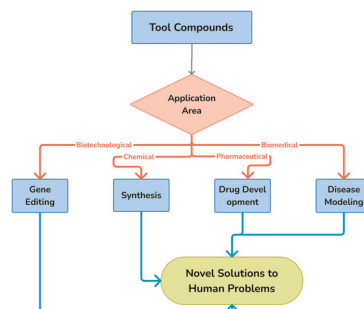 Tool Compounds
Application
Area
Biotechnological
Biomedical
Chemical
Pharmaceutical
Gene
Editing
Synthesis
Drug Devel
opment
Disease
Modeling
Novel Solutions to
Human Problems